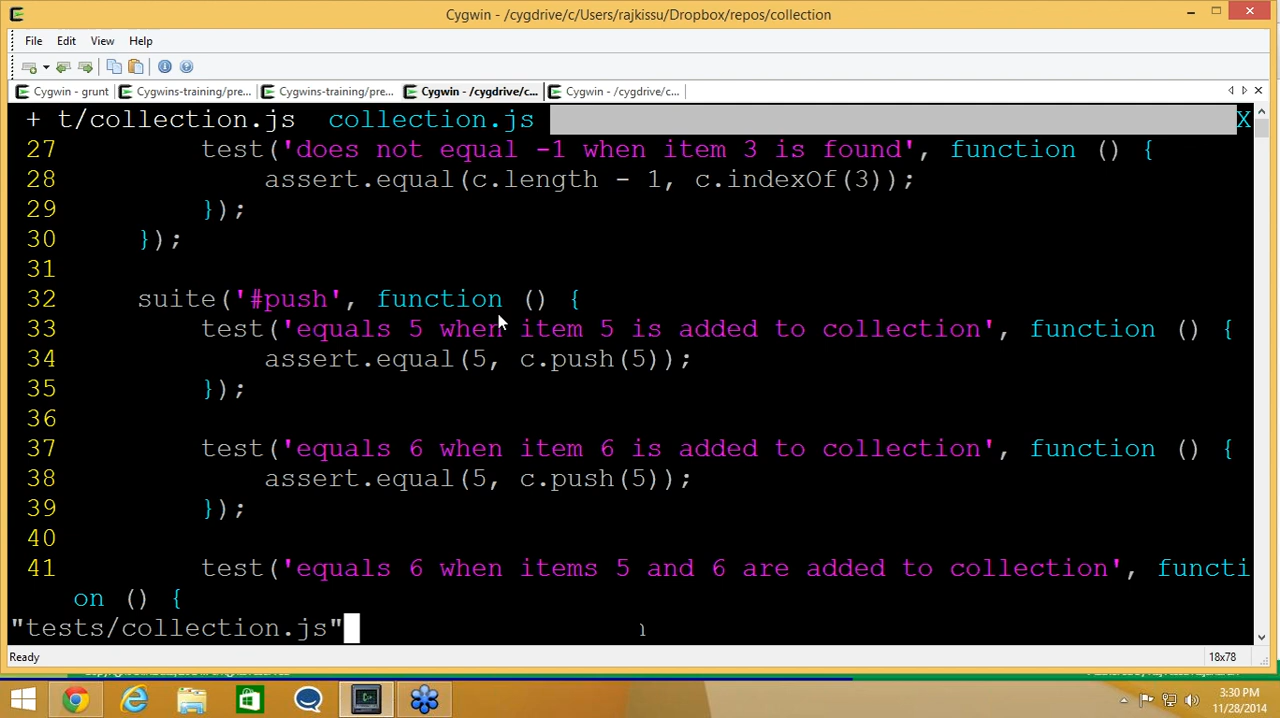 Cygwin - /cygdrive/c/Users/rajkissu/Dropbox/repos/collection
File Edit View Help
Cygwin - grunt Cygwins-training/pre... Cygwins-training/pre... Cygwin - /cygdrive/c... Cygwin - /cygdrive/c...
+ t/collection.js collection.js X
27 test('does not equal -1 when item 3 is found', function () {
28 assert.equal(c.length - 1, c.indexOf(3));
29 });
30 });
31
32 suite('#push', function () {
33 test('equals 5 when item 5 is added to collection', function () {
34 assert.equal(5, c.push(5));
35 });
36
37 test('equals 6 when item 6 is added to collection', function () {
38 assert.equal(5, c.push(5));
39 });
40
41 test('equals 6 when items 5 and 6 are added to collection', functi
on () {
"tests/collection.js"
Ready 18x78
3:30 PM
11/28/2014